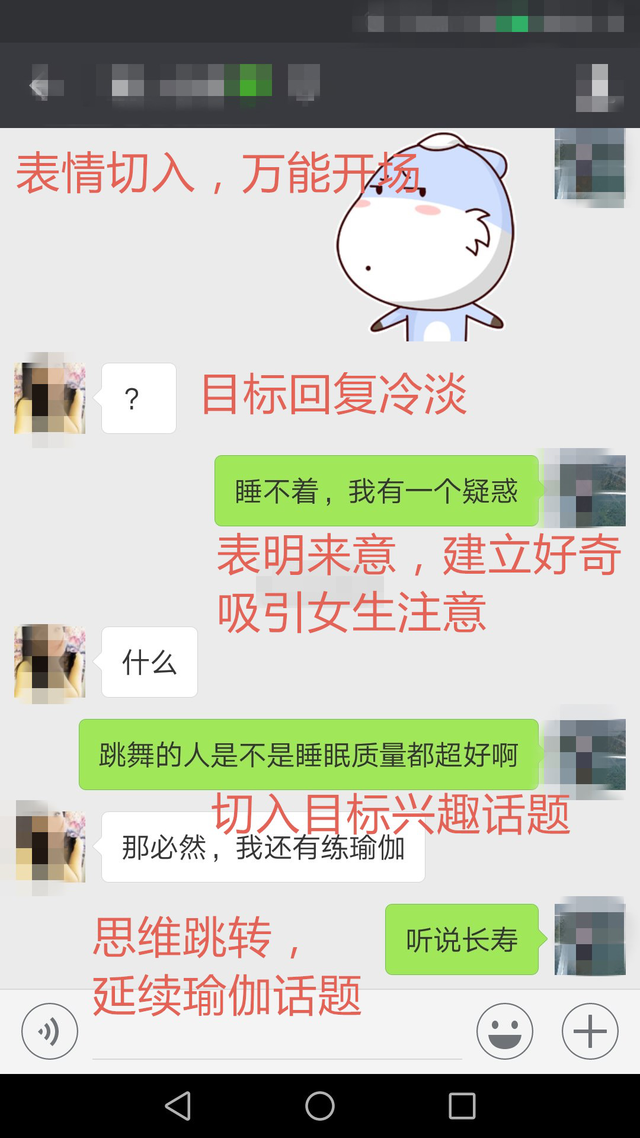 表情切入，万能开场
?
目标回复冷淡
睡不着，我有一个疑惑
表明来意，建立好奇
吸引女生注意
什么
跳舞的人是不是睡眠质量都超好啊
切入目标兴趣话题
那必然，我还有练瑜伽
听说长寿
思维跳转，
延续瑜伽话题